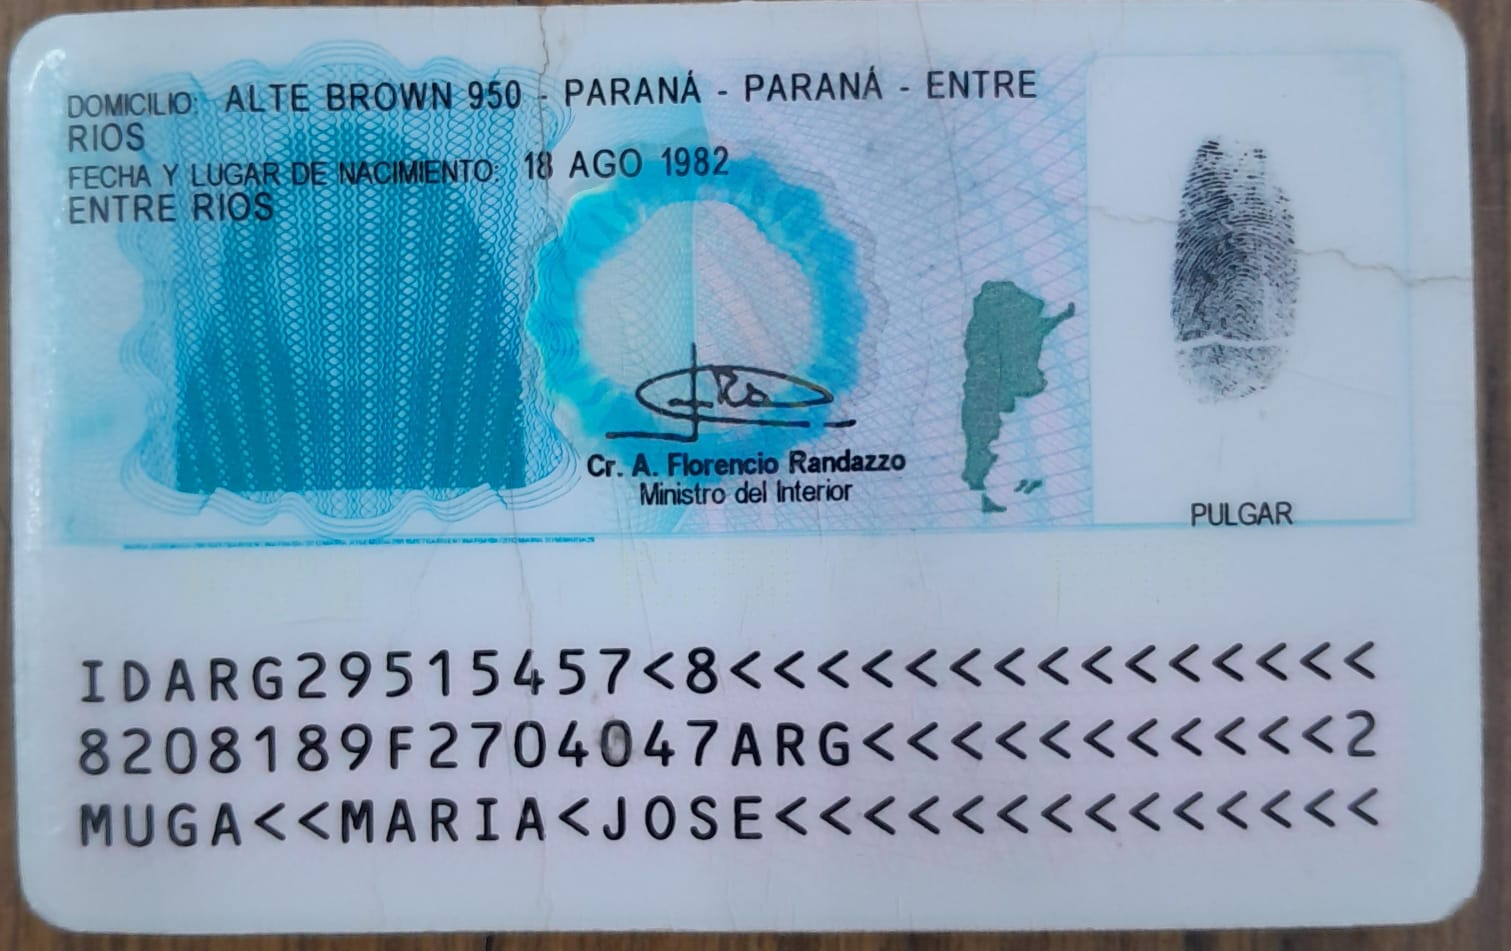 DOMICILIO: ALTE BROWN 950 - PARANÁ - PARANÁ - ENTRE
RIOS
FECHA Y LUGAR DE NACIMIENTO: 18 AGO 1982
ENTRE RIOS
Cr. A. Florencio Randazzo
Ministro del Interior
PULGAR
IDARG29515457<8<<<<<<<<<<<<<<<
8208189F2704047ARG<<<<<<<<<<<2
MUGA<<MARIA<JOSE<<<<<<<<<<<<<<